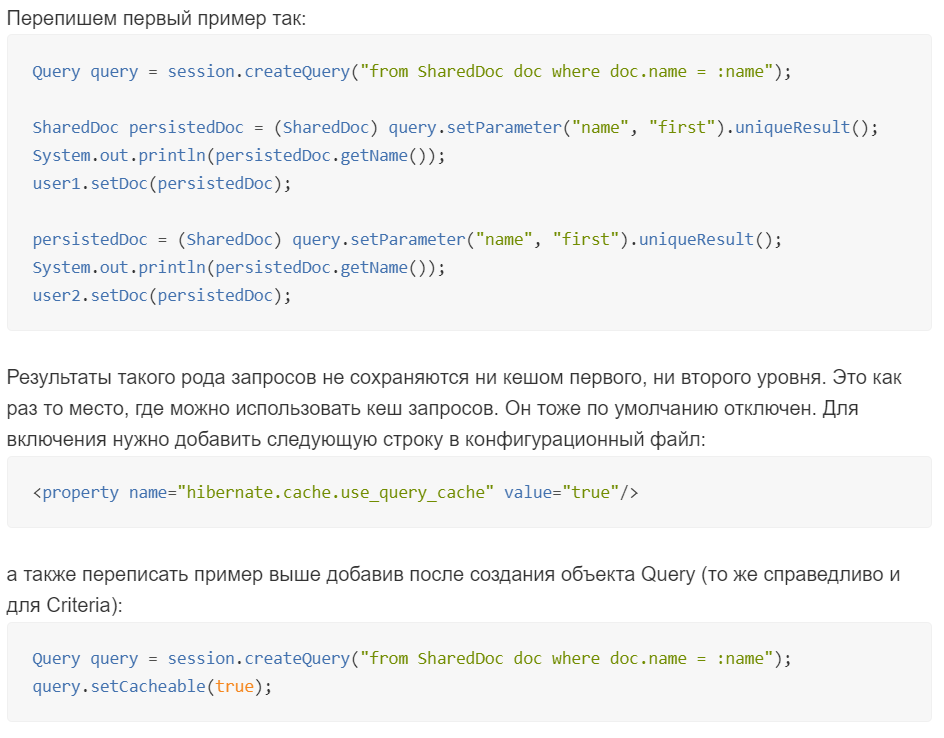 Перепишем первый пример так:
Query query = session.createQuery("from SharedDoc doc where doc.name = :name");
SharedDoc persistedDoc = (SharedDoc) query.setParameter("name", "first").uniqueResult();
System.out.println(persistedDoc.getName());
user1.setDoc(persistedDoc);
persistedDoc = (SharedDoc) query.setParameter("name", "first").uniqueResult();
System.out.println(persistedDoc.getName());
user2.setDoc(persistedDoc);
Результаты такого рода запросов не сохраняются ни кешом первого, ни второго уровня. Это как
раз то место, где можно использовать кеш запросов. Он тоже по умолчанию отключен. Для
включения нужно добавить следующую строку в конфигурационный файл:
<property name="hibernate.cache.use_query_cache" value="true"/>
а также переписать пример выше добавив после создания объекта Query (то же справедливо и
для Criteria):
Query query = session.createQuery("from SharedDoc doc where doc.name = :name");
query.setCacheable(true);